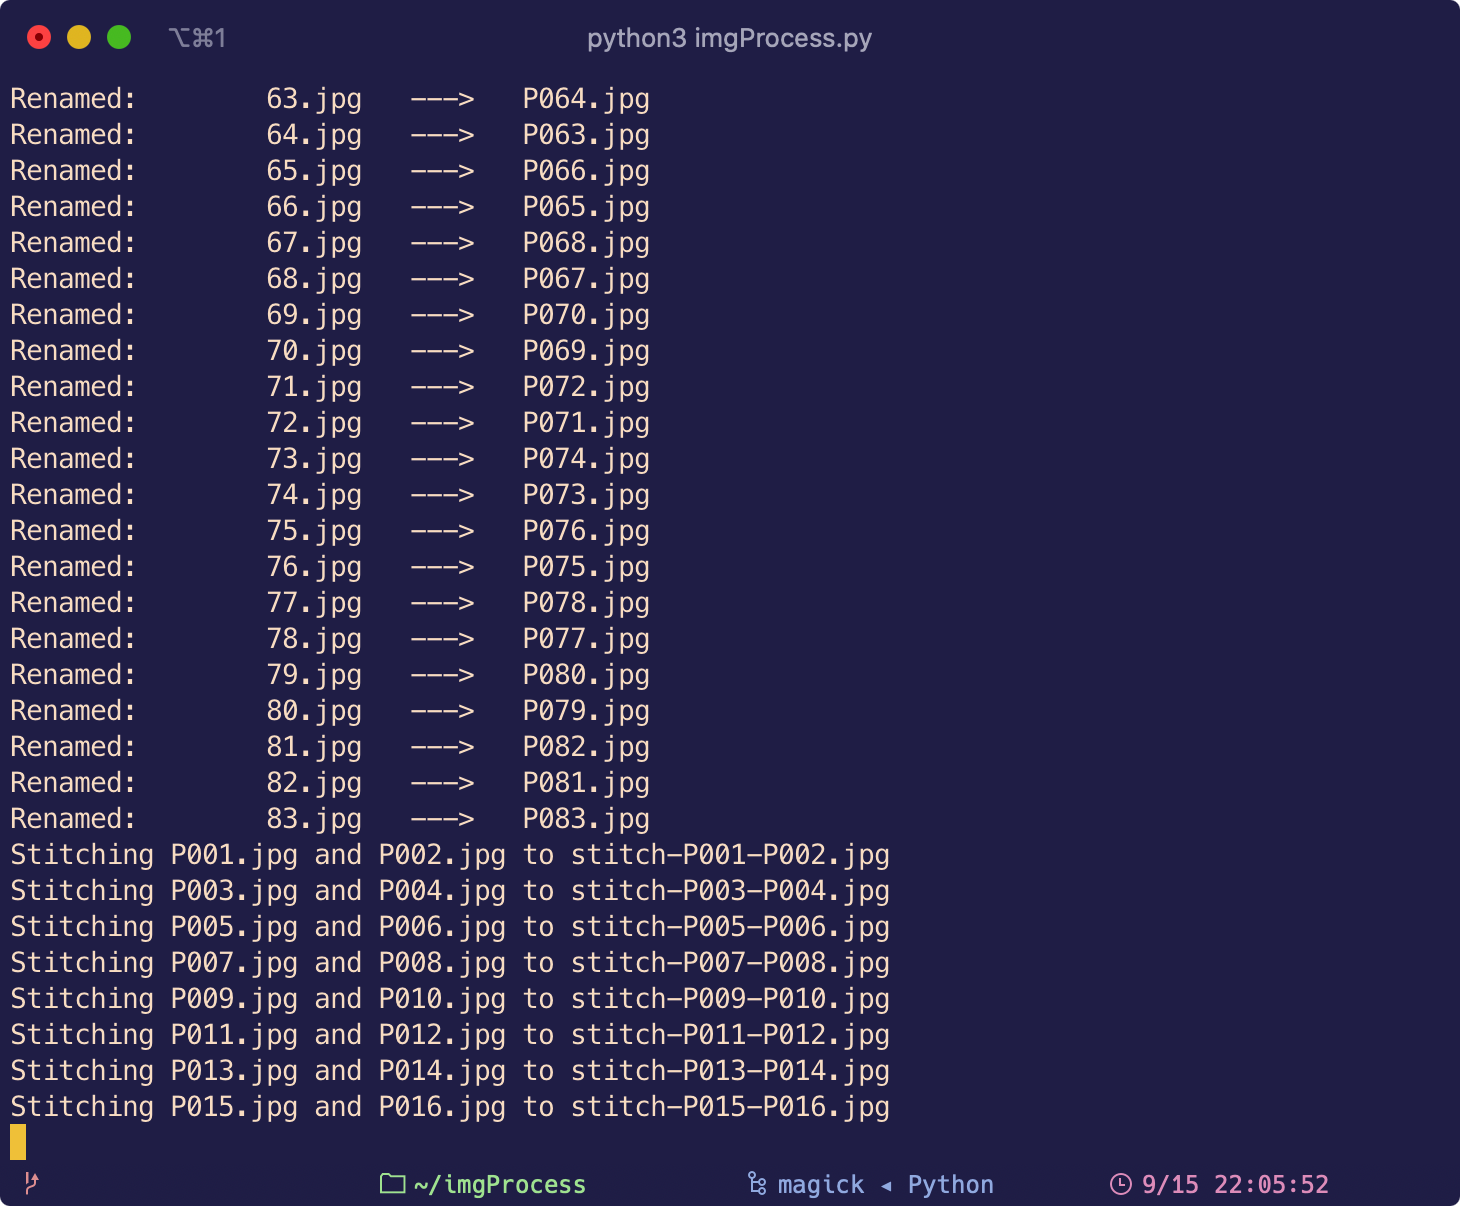 ⌥⌘1 python3 imgProcess.py
Renamed: 63.jpg ---> P064.jpg
Renamed: 64.jpg ---> P063.jpg
Renamed: 65.jpg ---> P066.jpg
Renamed: 66.jpg ---> P065.jpg
Renamed: 67.jpg ---> P068.jpg
Renamed: 68.jpg ---> P067.jpg
Renamed: 69.jpg ---> P070.jpg
Renamed: 70.jpg ---> P069.jpg
Renamed: 71.jpg ---> P072.jpg
Renamed: 72.jpg ---> P071.jpg
Renamed: 73.jpg ---> P074.jpg
Renamed: 74.jpg ---> P073.jpg
Renamed: 75.jpg ---> P076.jpg
Renamed: 76.jpg ---> P075.jpg
Renamed: 77.jpg ---> P078.jpg
Renamed: 78.jpg ---> P077.jpg
Renamed: 79.jpg ---> P080.jpg
Renamed: 80.jpg ---> P079.jpg
Renamed: 81.jpg ---> P082.jpg
Renamed: 82.jpg ---> P081.jpg
Renamed: 83.jpg ---> P083.jpg
Stitching P001.jpg and P002.jpg to stitch-P001-P002.jpg
Stitching P003.jpg and P004.jpg to stitch-P003-P004.jpg
Stitching P005.jpg and P006.jpg to stitch-P005-P006.jpg
Stitching P007.jpg and P008.jpg to stitch-P007-P008.jpg
Stitching P009.jpg and P010.jpg to stitch-P009-P010.jpg
Stitching P011.jpg and P012.jpg to stitch-P011-P012.jpg
Stitching P013.jpg and P014.jpg to stitch-P013-P014.jpg
Stitching P015.jpg and P016.jpg to stitch-P015-P016.jpg
~/imgProcess magick ◂ Python 9/15 22:05:52